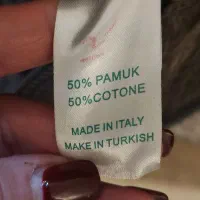 50% PAMUK
50%COTONE
MADE IN ITALY
MAKE IN TURKISH